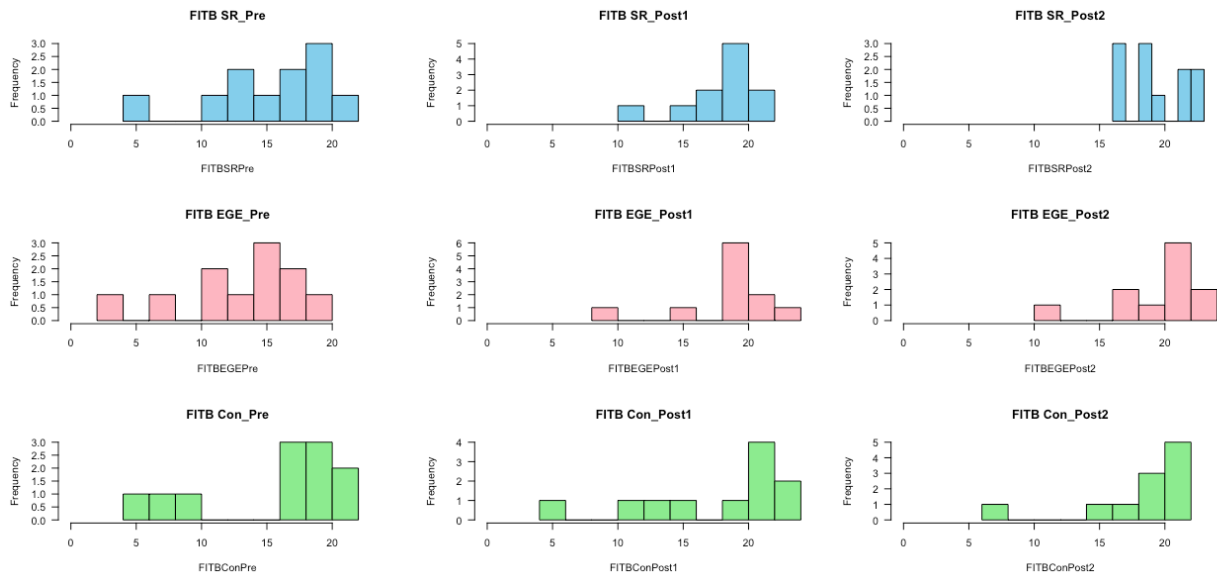 FITB SR_Pre
Frequency
3.0
2.5
2.0
1.5
1.0
0.5
0.0
0 5 10 15 20
FITBSRPre
FITB SR_Post1
Frequency
5
4
3
2
1
0
0 5 10 15 20
FITBSRPost1
FITB SR_Post2
Frequency
3.0
2.5
2.0
1.5
1.0
0.5
0.0
0 5 10 15 20
FITBSRPost2
FITB EGE_Pre
Frequency
3.0
2.5
2.0
1.5
1.0
0.5
0.0
0 5 10 15 20
FITBEGEPre
FITB EGE_Post1
Frequency
6
5
4
3
2
1
0
0 5 10 15 20
FITBEGEPost1
FITB EGE_Post2
Frequency
5
4
3
2
1
0
0 5 10 15 20
FITBEGEPost2
FITB Con_Pre
Frequency
3.0
2.5
2.0
1.5
1.0
0.5
0.0
0 5 10 15 20
FITBConPre
FITB Con_Post1
Frequency
4
3
2
1
0
0 5 10 15 20
FITBConPost1
FITB Con_Post2
Frequency
5
4
3
2
1
0
0 5 10 15 20
FITBConPost2